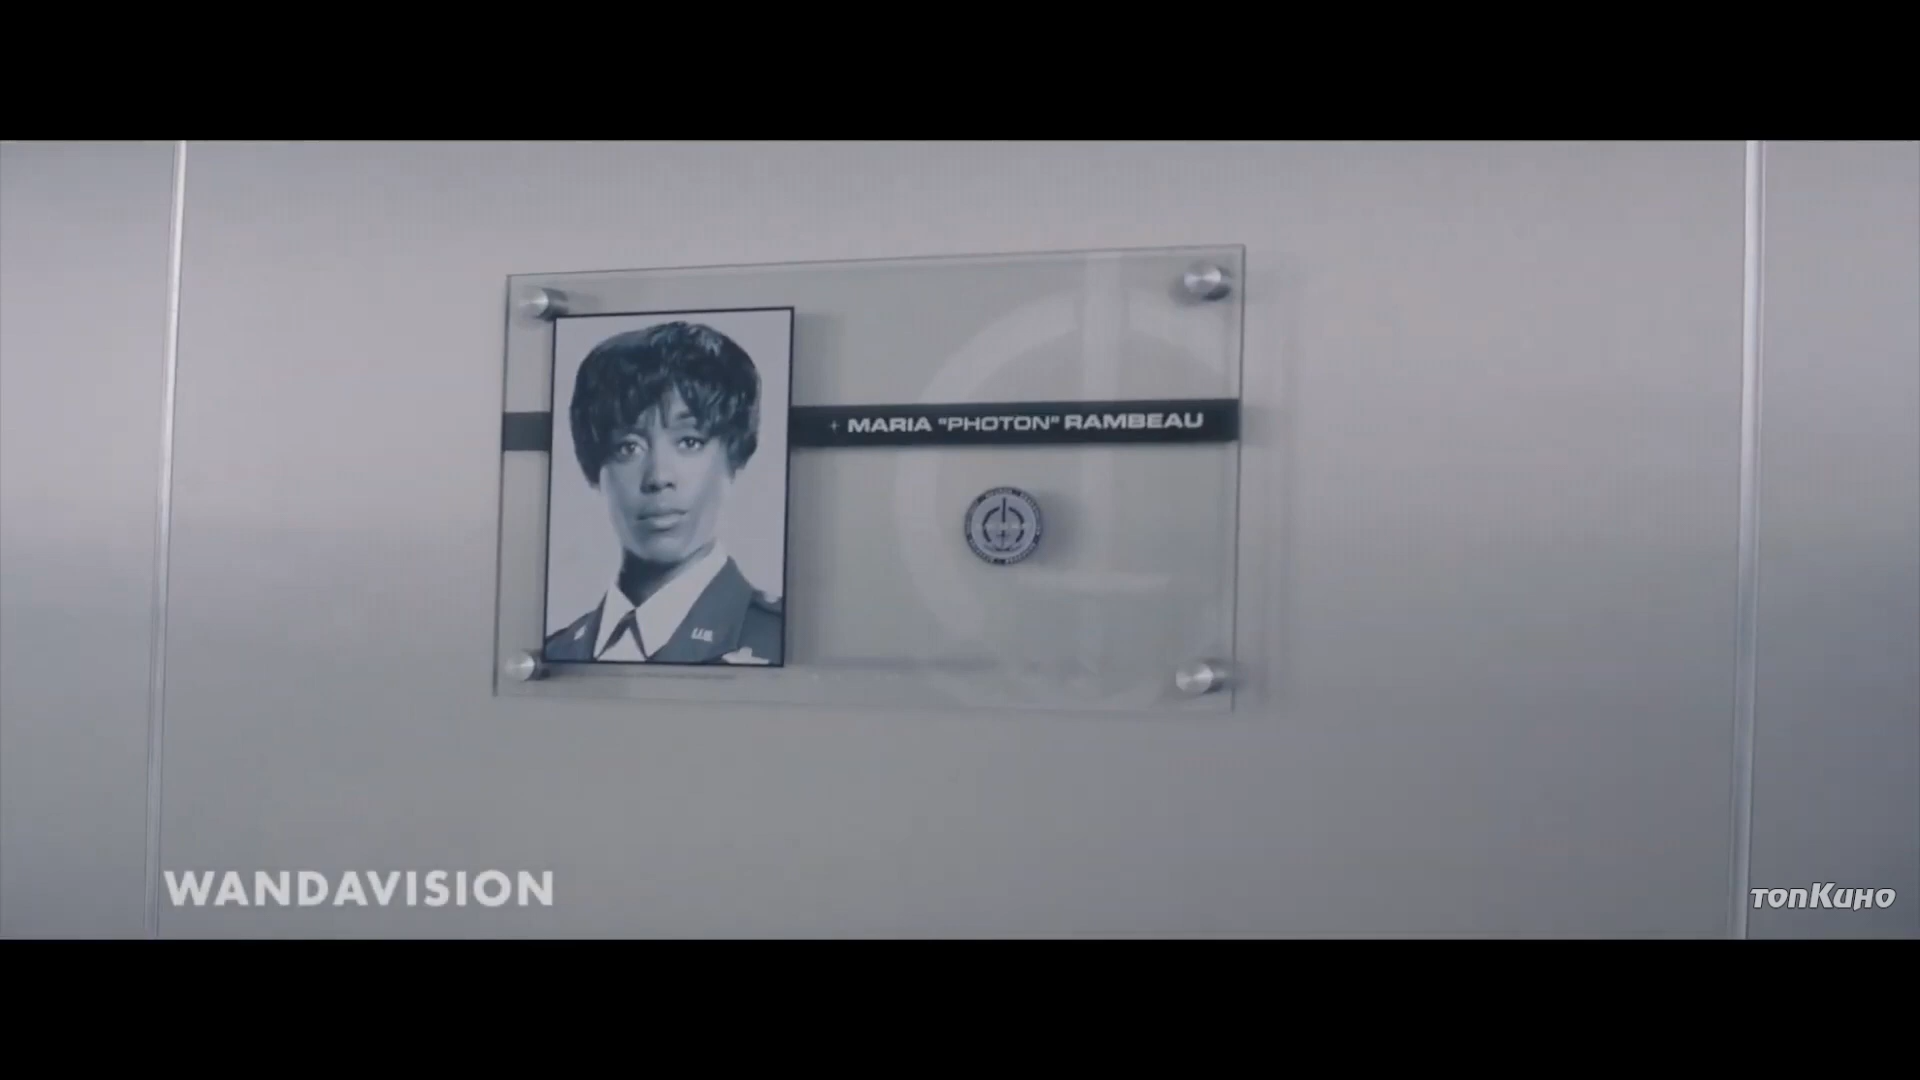 + MARIA "PHOTON" RAMBEAU
U.S.
WANDAVISION
топКино